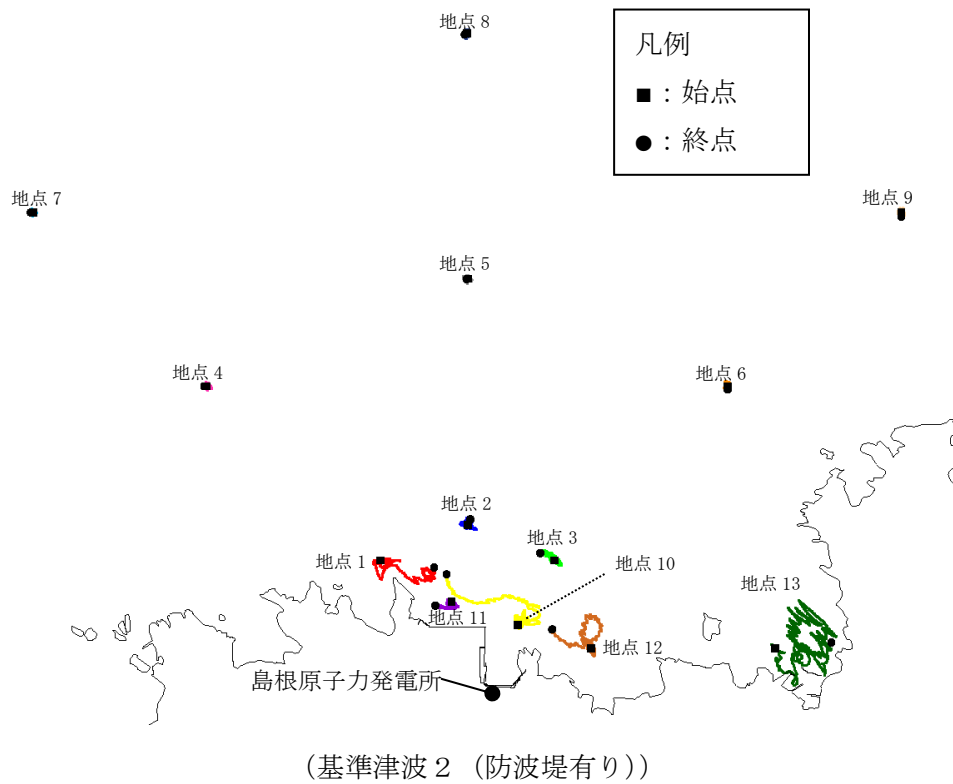 地点 8
凡例
■：始点
●：終点
地点 7
地点 9
地点 5
地点 4
地点 6
地点 2
地点 3
地点 1
地点 10
地点 13
地点 11
地点 12
島根原子力発電所
(基準津波２（防波堤有り）)